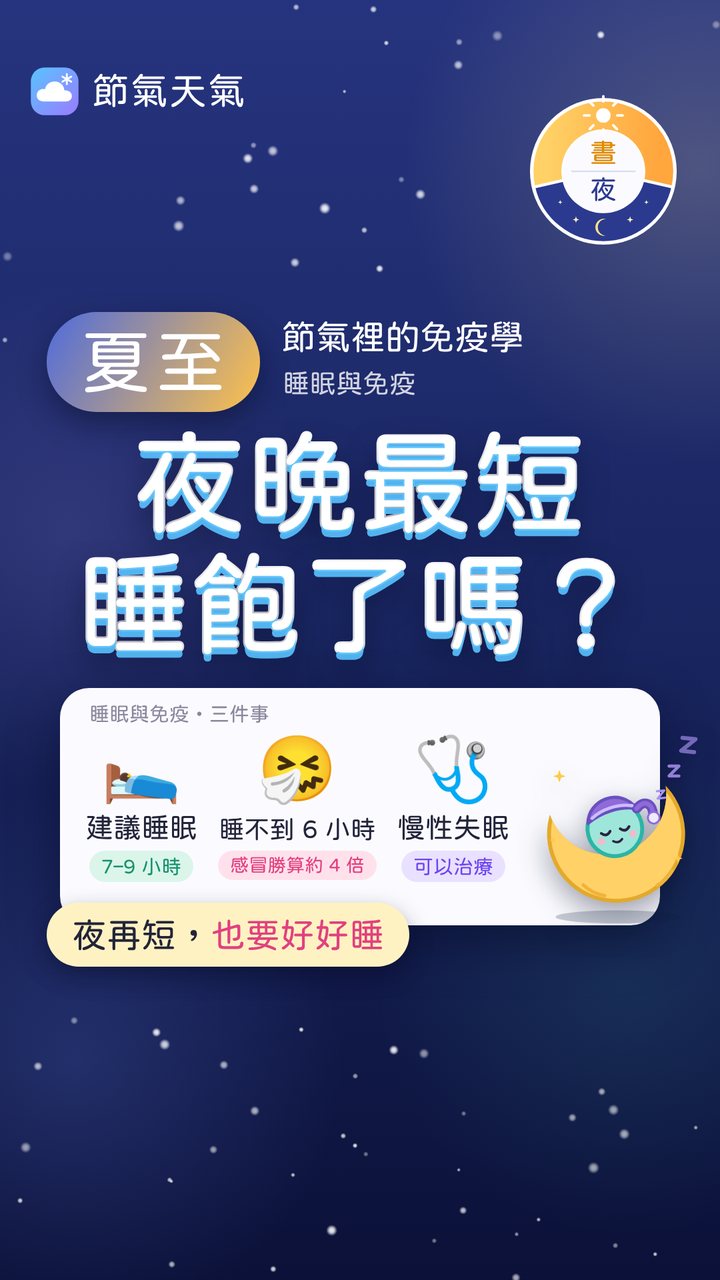 節氣天氣
晝
夜
夏至
節氣裡的免疫學
睡眠與免疫
夜晚最短
睡飽了嗎？
睡眠與免疫・三件事
建議睡眠
7–9 小時
睡不到 6 小時
感冒勝算約 4 倍
慢性失眠
可以治療
z
z
z
夜再短，也要好好睡